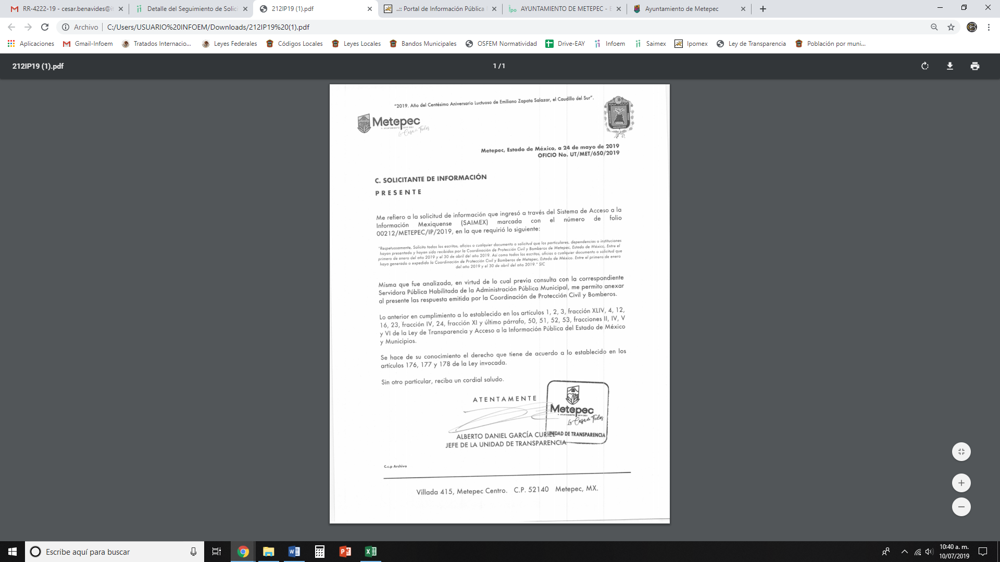 RR-4222-19 - cesar.benavides@i
Detalle del Seguimiento de Solici
212IP19 (1).pdf
..:: Portal de Información Pública
AYUNTAMIENTO DE METEPEC - E
Ayuntamiento de Metepec
Archivo
C:/Users/USUARIO%20INFOEM/Downloads/212IP19%20(1).pdf
Aplicaciones
Gmail-Infoem
Tratados Internacio...
Leyes Federales
Códigos Locales
Leyes Locales
Bandos Municipales
OSFEM Normatividad
Drive-EAY
Infoem
Saimex
Ipomex
Ley de Transparencia
Población por muni...
212IP19 (1).pdf
1 / 1
"2019. Año del Centésimo Aniversario Luctuoso de Emiliano Zapata Salazar, el Caudillo del Sur".
Metepec
H. AYUNTAMIENTO 2019-2021
La Casa de Todos
Metepec, Estado de México, a 24 de mayo de 2019
OFICIO No. UT/MET/650/2019
C. SOLICITANTE DE INFORMACIÓN
P R E S E N T E
Me refiero a la solicitud de información que ingresó a través del Sistema de Acceso a la
Información Mexiquense (SAIMEX) marcada con el número de folio
00212/METEPEC/IP/2019, en la que requirió lo siguiente:
"Respetuosamente, Solicito todos los escritos, oficios o cualquier documento o solicitud que los particulares, dependencias o instituciones
hayan presentado y hayan sido recibidos por la Coordinación de Protección Civil y Bomberos de Metepec, Estado de México, Entre el
primero de enero del año 2019 y el 30 de abril del año 2019. Así como todos los escritos, oficios o cualquier documento o solicitud que
haya generado o expedido la Coordinación de Protección Civil y Bomberos de Metepec, Estado de México. Entre el primero de enero
del año 2019 y el 30 de abril del año 2019." SIC
Misma que fue analizada, en virtud de lo cual previa consulta con la correspondiente
Servidora Pública Habilitada de la Administración Pública Municipal, me permito anexar
al presente las respuesta emitida por la Coordinación de Protección Civil y Bomberos.
Lo anterior en cumplimiento a lo establecido en los artículos 1, 2, 3, fracción XLIV, 4, 12,
16, 23, fracción IV, 24, fracción XI y último párrafo, 50, 51, 52, 53, fracciones II, IV, V
y VI de la Ley de Transparencia y Acceso a la Información Pública del Estado de México
y Municipios.
Se hace de su conocimiento el derecho que tiene de acuerdo a lo establecido en los
artículos 176, 177 y 178 de la Ley invocada.
Sin otro particular, reciba un cordial saludo.
A T E N T A M E N T E
Metepec
H. AYUNTAMIENTO 2019-2021
La Casa de Todos
UNIDAD DE TRANSPARENCIA
ALBERTO DANIEL GARCÍA CURIEL
JEFE DE LA UNIDAD DE TRANSPARENCIA
C.c.p Archivo
Villada 415, Metepec Centro. C.P. 52140 Metepec, MX.
Escribe aquí para buscar
10:40 a. m.
10/07/2019